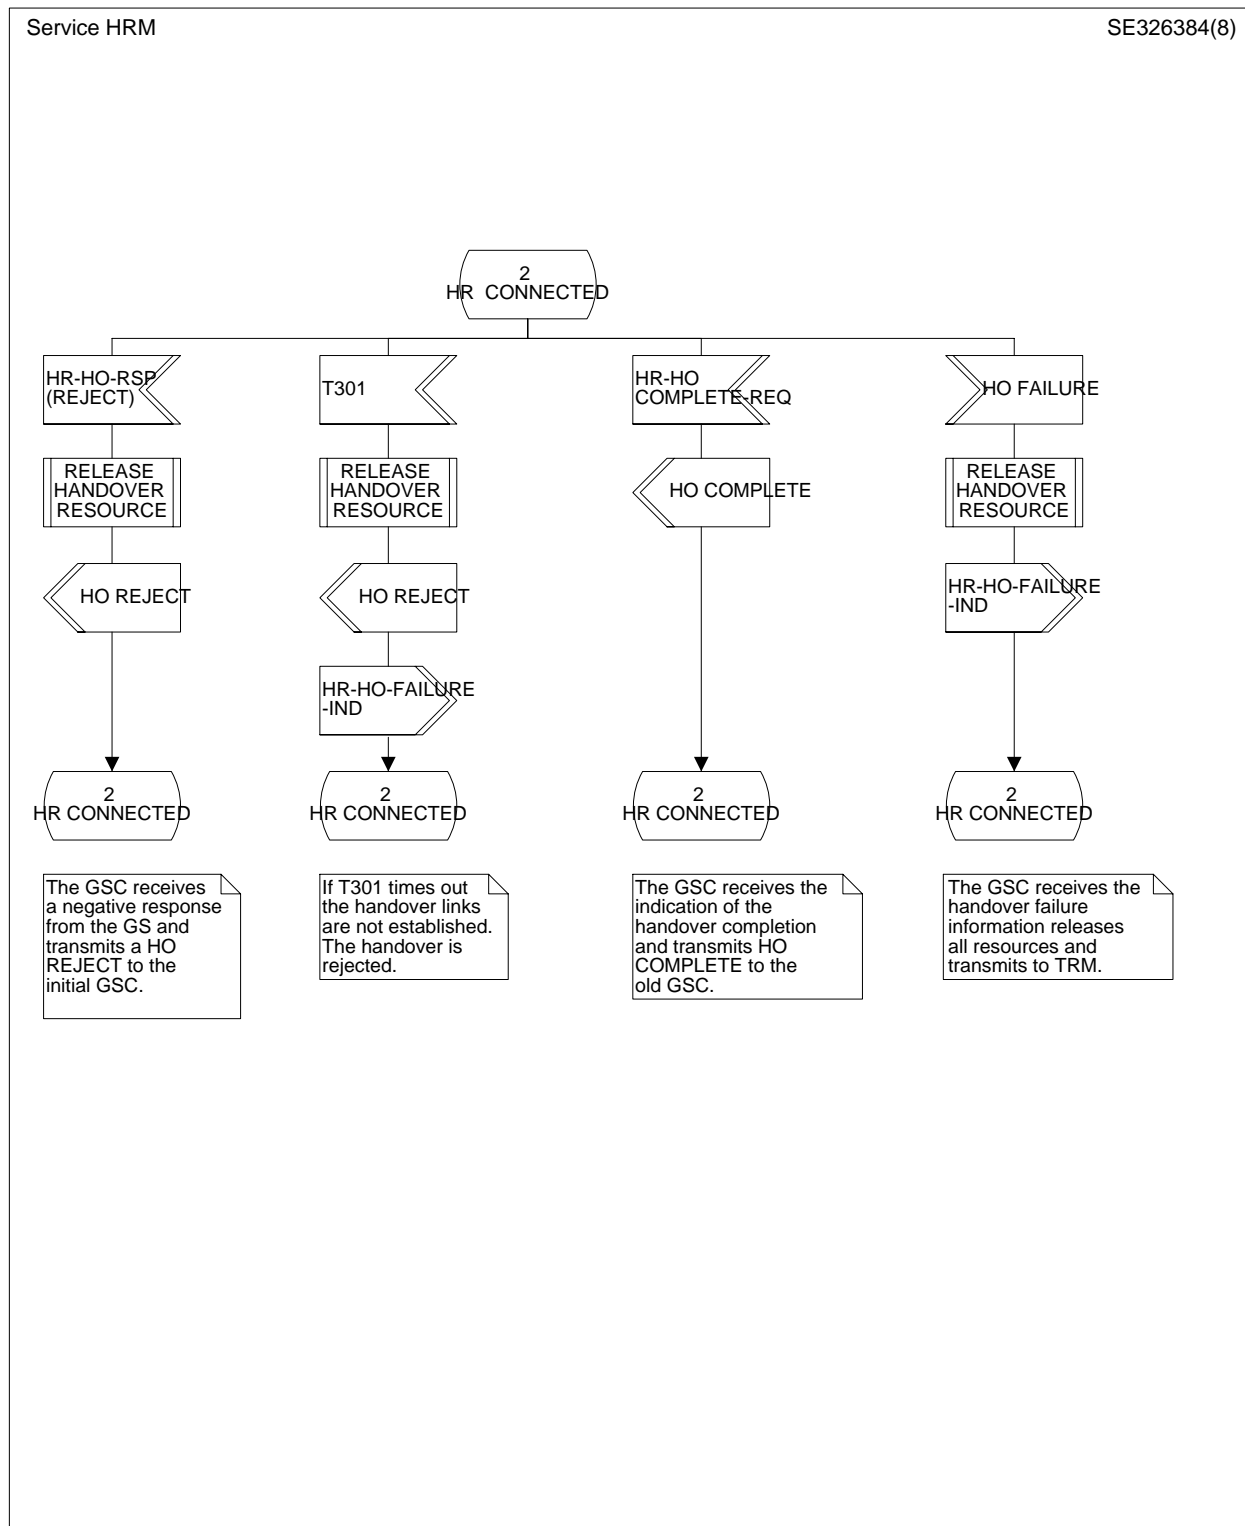 Service HRM
SE326384(8)
2
HR  CONNECTED
HR-HO-RSP
(REJECT)
T301
HR-HO
COMPLETE-REQ
HO FAILURE
RELEASE
HANDOVER
RESOURCE
RELEASE
HANDOVER
RESOURCE
HO COMPLETE
RELEASE
HANDOVER
RESOURCE
HO REJECT
HO REJECT
HR-HO-FAILURE
-IND
HR-HO-FAILURE
-IND
2
HR CONNECTED
2
HR CONNECTED
2
HR CONNECTED
2
HR CONNECTED
The GSC receives
a negative response
from the GS and
transmits a HO
REJECT to the
initial GSC.
If T301 times out
the handover links
are not established.
The handover is
rejected.
The GSC receives the
indication of the
handover completion
and transmits HO
COMPLETE to the
old GSC.
The GSC receives the
handover failure
information releases
all resources and
transmits to TRM.